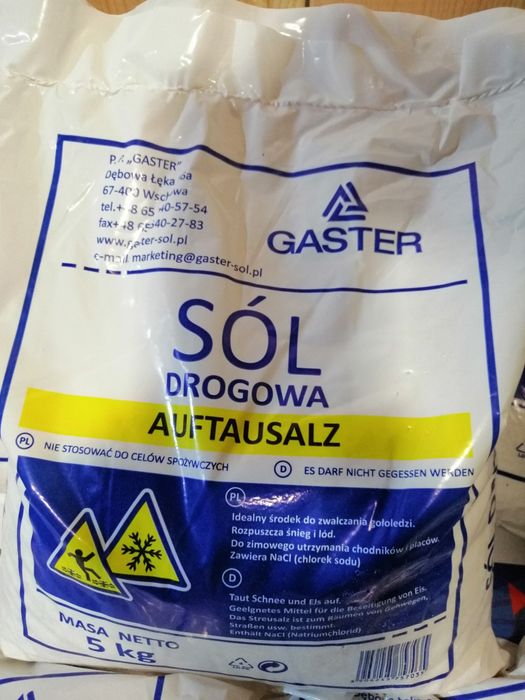 P.P. „GASTER”
Dębowa Łęka
67-400 Wschowa
tel.+48 65 540-57-54
fax+48 65 540-27-83
www.gaster-sol.pl
e-mail marketing@gaster-sol.pl
GASTER
SÓL
DROGOWA
AUFTAUSALZ
PL NIE STOSOWAĆ DO CELÓW SPOŻYWCZYCH
D ES DARF NICHT GEGESSEN WERDEN
PL
Idealny środek do zwalczania gołoledzi.
Rozpuszcza śnieg i lód.
Do zimowego utrzymania chodników i placów.
Zawiera NaCl (chlorek sodu)
D
Taut Schnee und Eis auf.
Geelgnetes Mittel für die Beseitigung von Eis.
Das Streusalz ist zum Räumen von Gehwegen,
Straßen usw. bestimmt.
Enthält NaCl (Natriumchlorid)
MASA NETTO
5 kg